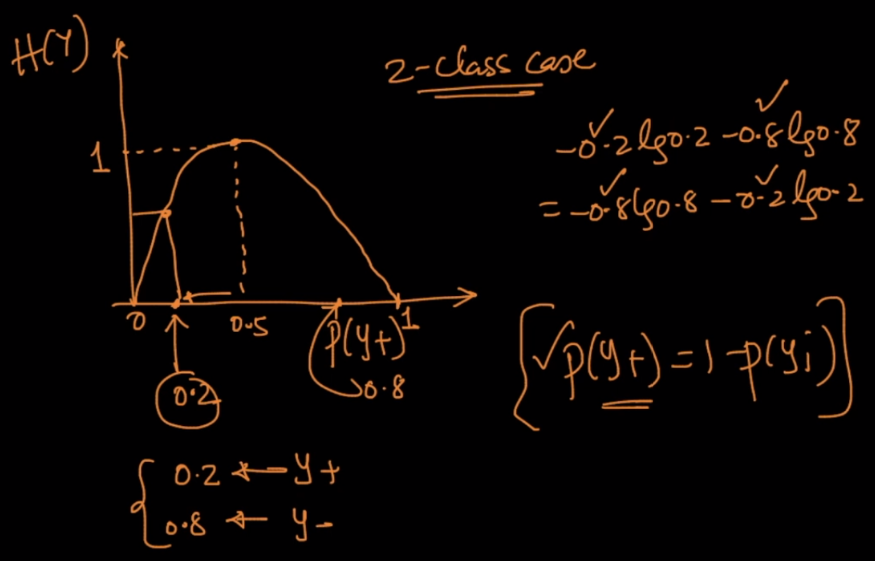 H(Y)
2-class case
1
-0.2 lg 0.2 - 0.8 lg 0.8
= -0.8 lg 0.8 - 0.2 lg 0.2
0 0.5 P(y+) 1
0.8
0.2
p(y+) = 1 - p(yi)
0.2 ← y+
0.8 ← y-